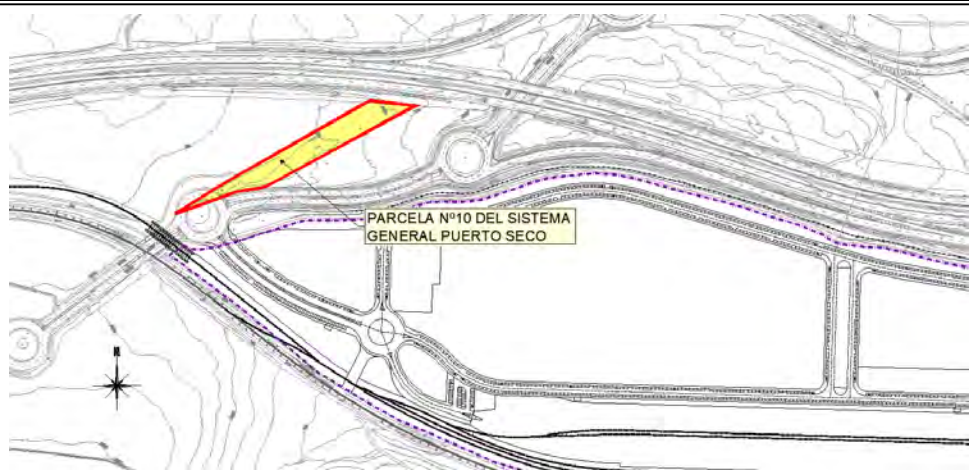 PARCELA Nº10 DEL SISTEMA
GENERAL PUERTO SECO
N